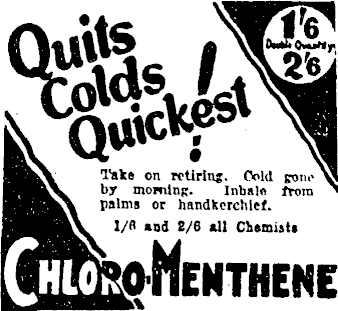 Quits
Colds
Quickest!
1'6
Double Quantity
2'6
Take on retiring. Cold gone
by morning. Inhale from
palms or handkerchief.
1/6 and 2/6 all Chemists
CHLORO-MENTHENE